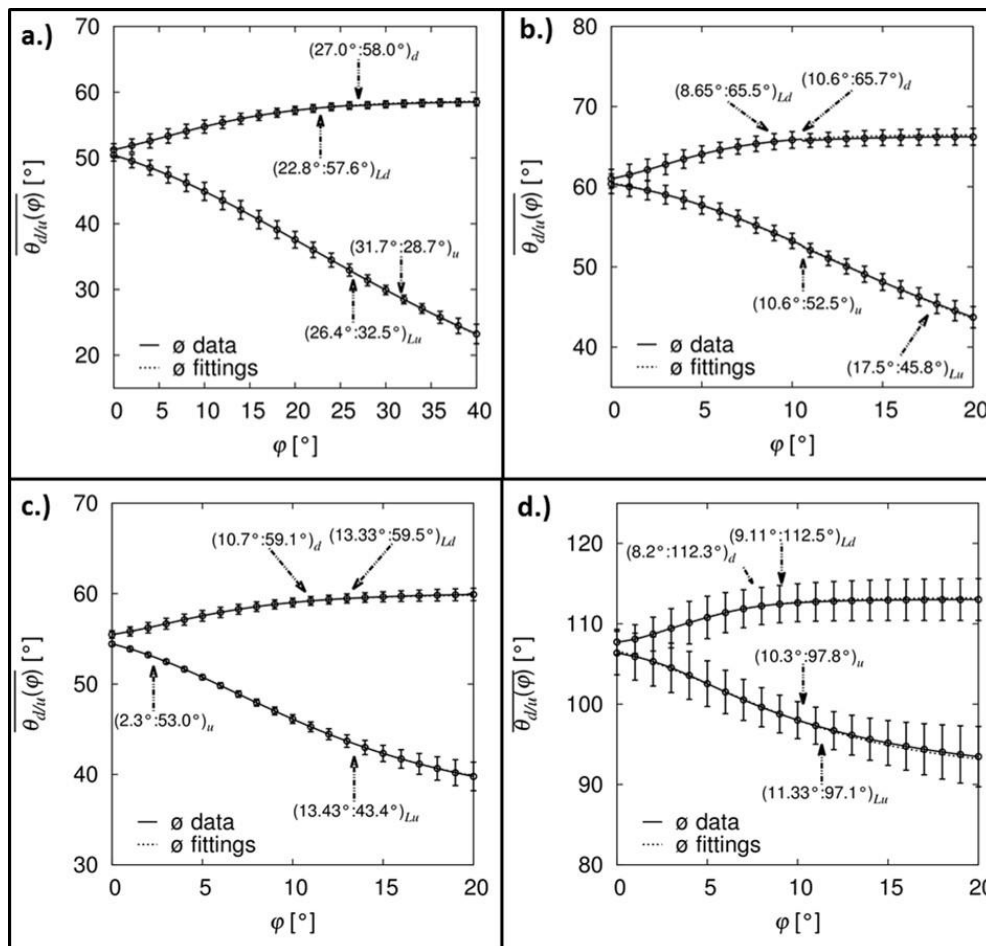 a.)
70
60
50
40
30
20
0 5 10 15 20 25 30 35 40
θd/u(φ) [°]
φ [°]
(27.0°:58.0°)d
(22.8°:57.6°)Ld
(31.7°:28.7°)u
(26.4°:32.5°)Lu
ø data
ø fittings
b.)
80
70
60
50
40
0 5 10 15 20
θd/u(φ) [°]
φ [°]
(8.65°:65.5°)Ld
(10.6°:65.7°)d
(10.6°:52.5°)u
(17.5°:45.8°)Lu
ø data
ø fittings
c.)
70
60
50
40
30
0 5 10 15 20
θd/u(φ) [°]
φ [°]
(10.7°:59.1°)d
(13.33°:59.5°)Ld
(2.3°:53.0°)u
(13.43°:43.4°)Lu
ø data
ø fittings
d.)
120
110
100
90
80
0 5 10 15 20
θd/u(φ) [°]
φ [°]
(9.11°:112.5°)Ld
(8.2°:112.3°)d
(10.3°:97.8°)u
(11.33°:97.1°)Lu
ø data
ø fittings